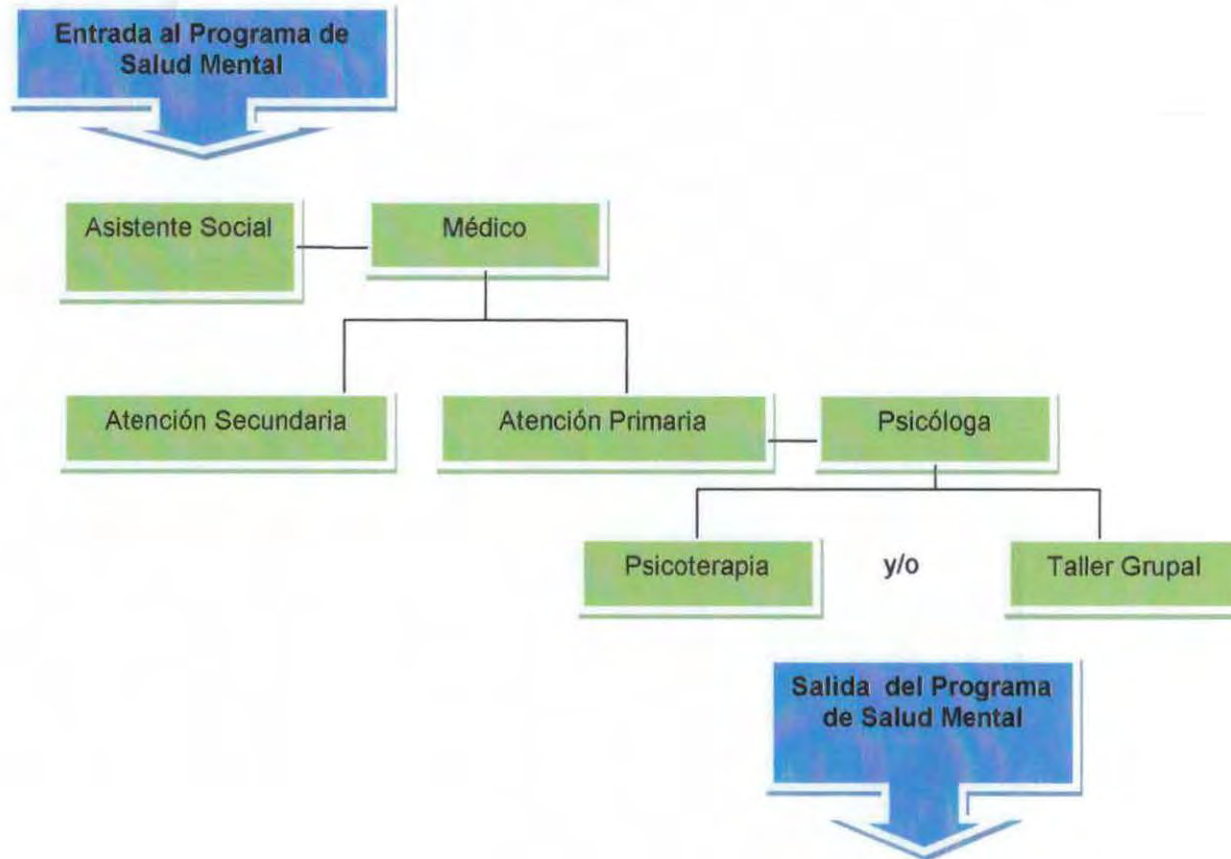 Entrada al Programa de
Salud Mental
Asistente Social
Médico
Atención Secundaria
Atención Primaria
Psicóloga
Psicoterapia
y/o
Taller Grupal
Salida del Programa
de Salud Mental